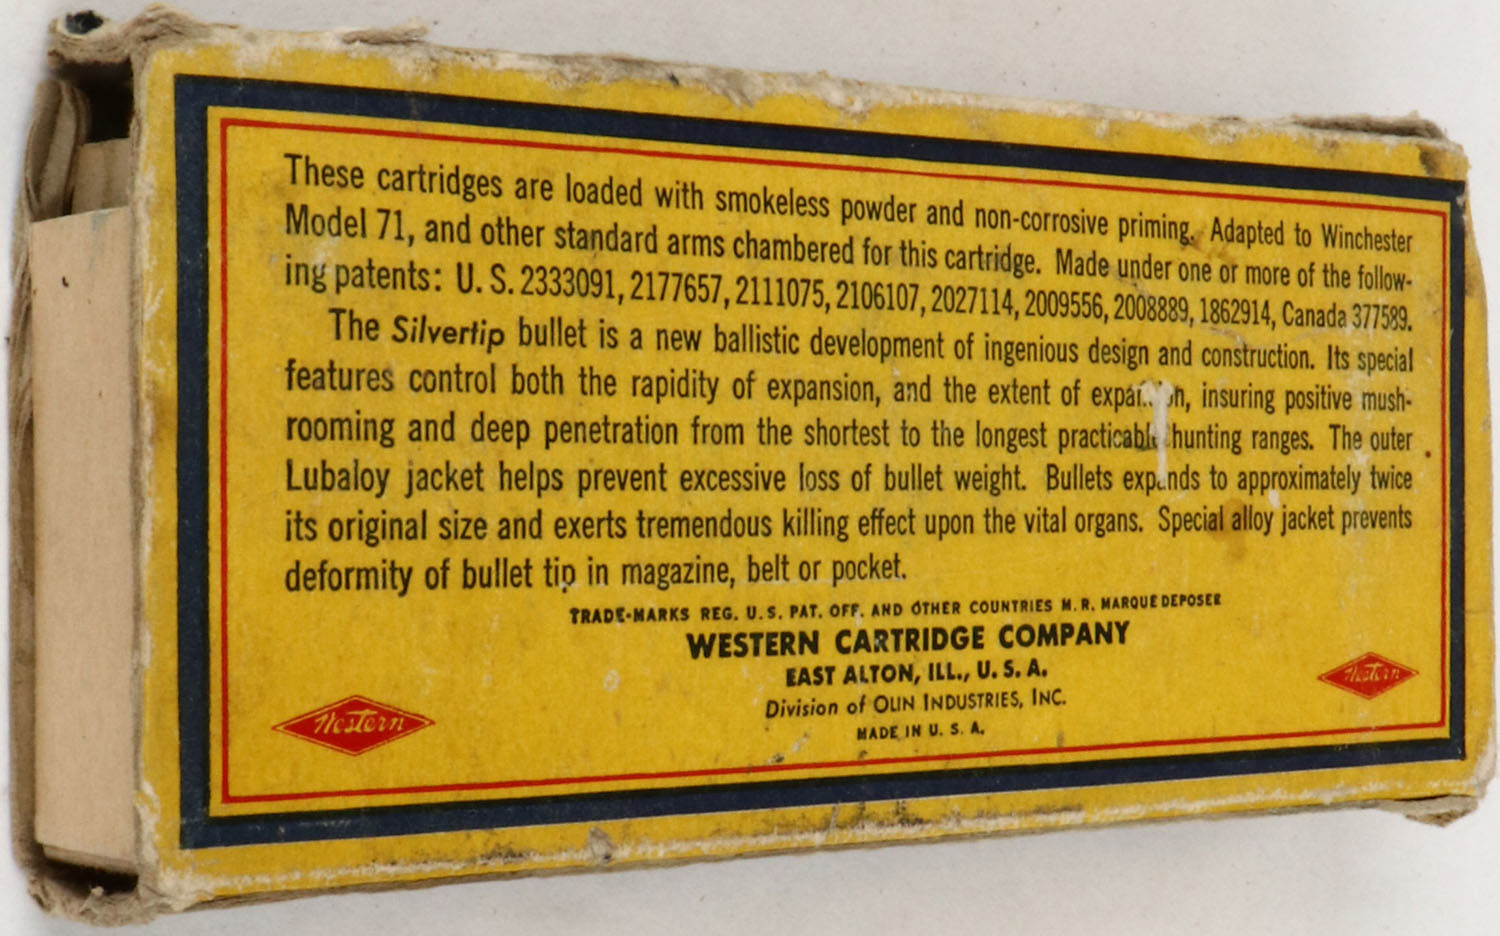 These cartridges are loaded with smokeless powder and non-corrosive priming. Adapted to Winchester
Model 71, and other standard arms chambered for this cartridge. Made under one or more of the follow-
ing patents: U. S. 2333091, 2177657, 2111075, 2106107, 2027114, 2009556, 2008889, 1862914, Canada 377589.
The Silvertip bullet is a new ballistic development of ingenious design and construction. Its special
features control both the rapidity of expansion, and the extent of expansion, insuring positive mush-
rooming and deep penetration from the shortest to the longest practicable hunting ranges. The outer
Lubaloy jacket helps prevent excessive loss of bullet weight. Bullets expands to approximately twice
its original size and exerts tremendous killing effect upon the vital organs. Special alloy jacket prevents
deformity of bullet tip in magazine, belt or pocket.
TRADE-MARKS REG. U. S. PAT. OFF. AND OTHER COUNTRIES M. R. MARQUE DEPOSEE
WESTERN CARTRIDGE COMPANY
EAST ALTON, ILL., U. S. A.
Division of OLIN INDUSTRIES, INC.
MADE IN U. S. A.
Western
Western